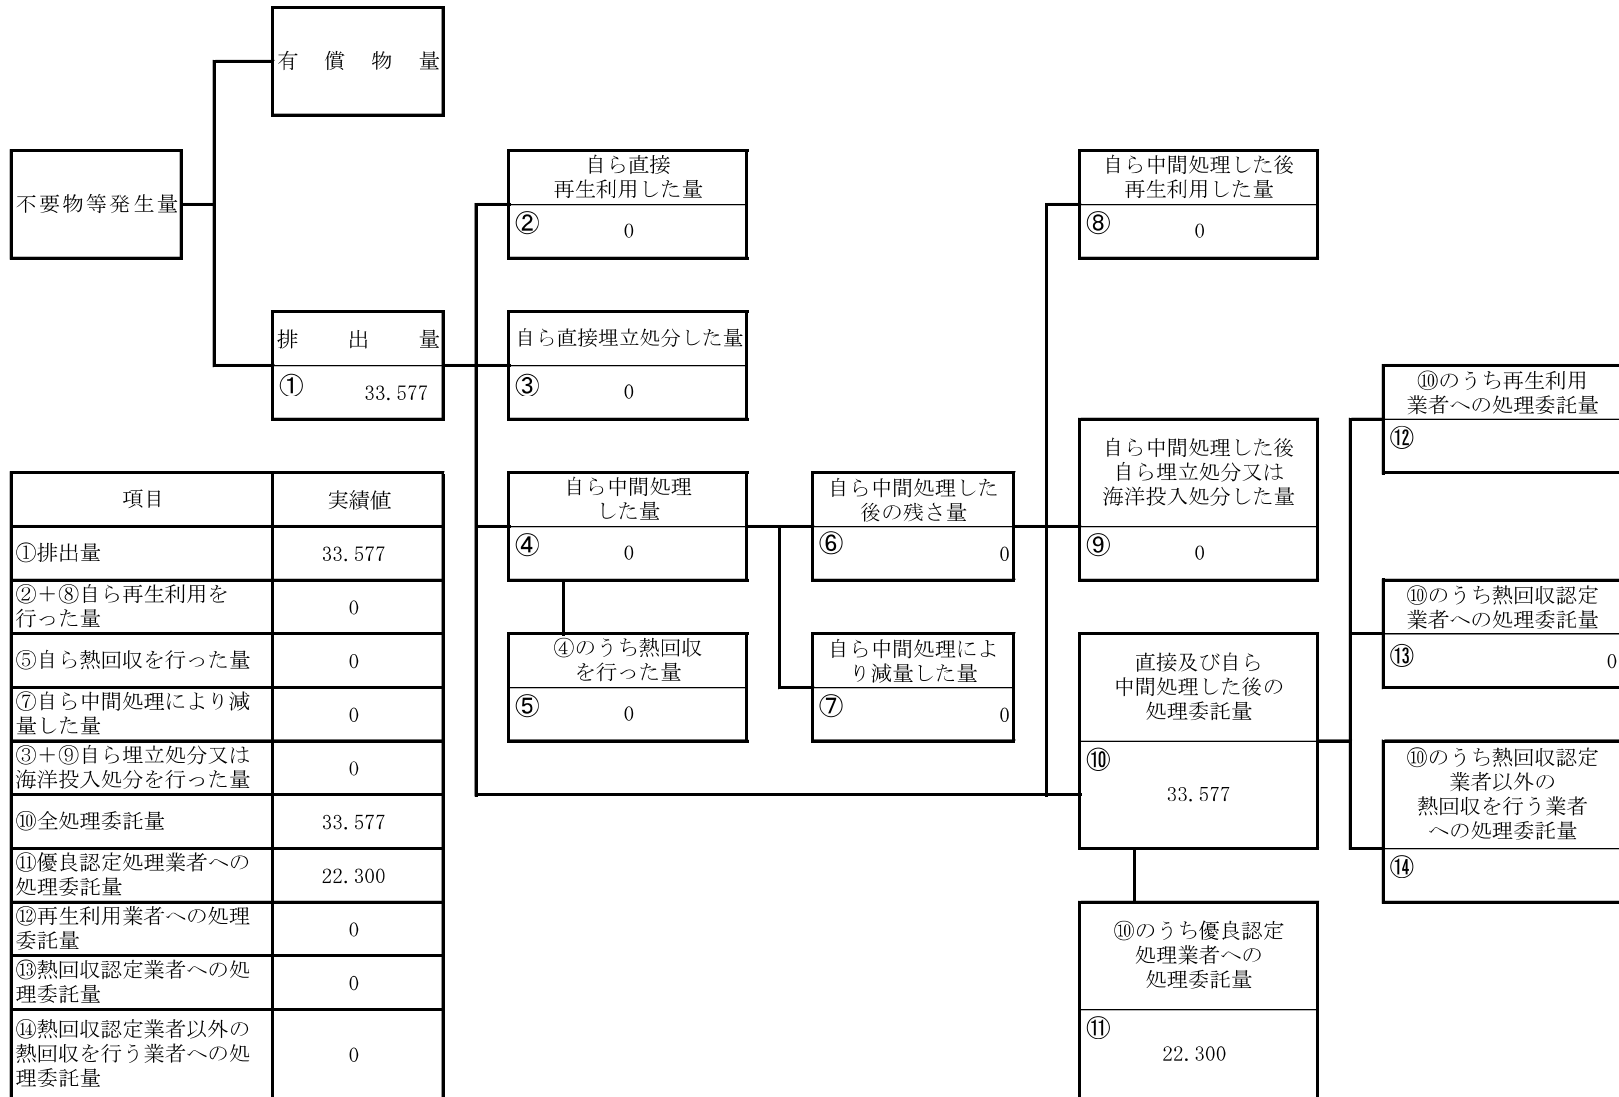 有償物量
不要物等発生量
排出量
① 33.577
自ら直接
再生利用した量
② 0
自ら直接埋立処分した量
③ 0
自ら中間処理
した量
④ 0
④のうち熱回収
を行った量
⑤ 0
自ら中間処理した
後の残さ量
⑥ 0
自ら中間処理によ
り減量した量
⑦ 0
自ら中間処理した後
再生利用した量
⑧ 0
自ら中間処理した後
自ら埋立処分又は
海洋投入処分した量
⑨ 0
直接及び自ら
中間処理した後の
処理委託量
⑩
33.577
⑩のうち優良認定
処理業者への
処理委託量
⑪
22.300
⑩のうち再生利用
業者への処理委託量
⑫
⑩のうち熱回収認定
業者への処理委託量
⑬ 0
⑩のうち熱回収認定
業者以外の
熱回収を行う業者
への処理委託量
⑭
項目 実績値
①排出量 33.577
②+⑧自ら再生利用を
行った量 0
⑤自ら熱回収を行った量 0
⑦自ら中間処理により減
量した量 0
③+⑨自ら埋立処分又は
海洋投入処分を行った量 0
⑩全処理委託量 33.577
⑪優良認定処理業者への
処理委託量 22.300
⑫再生利用業者への処理
委託量 0
⑬熱回収認定業者への処
理委託量 0
⑭熱回収認定業者以外の
熱回収を行う業者への処
理委託量 0